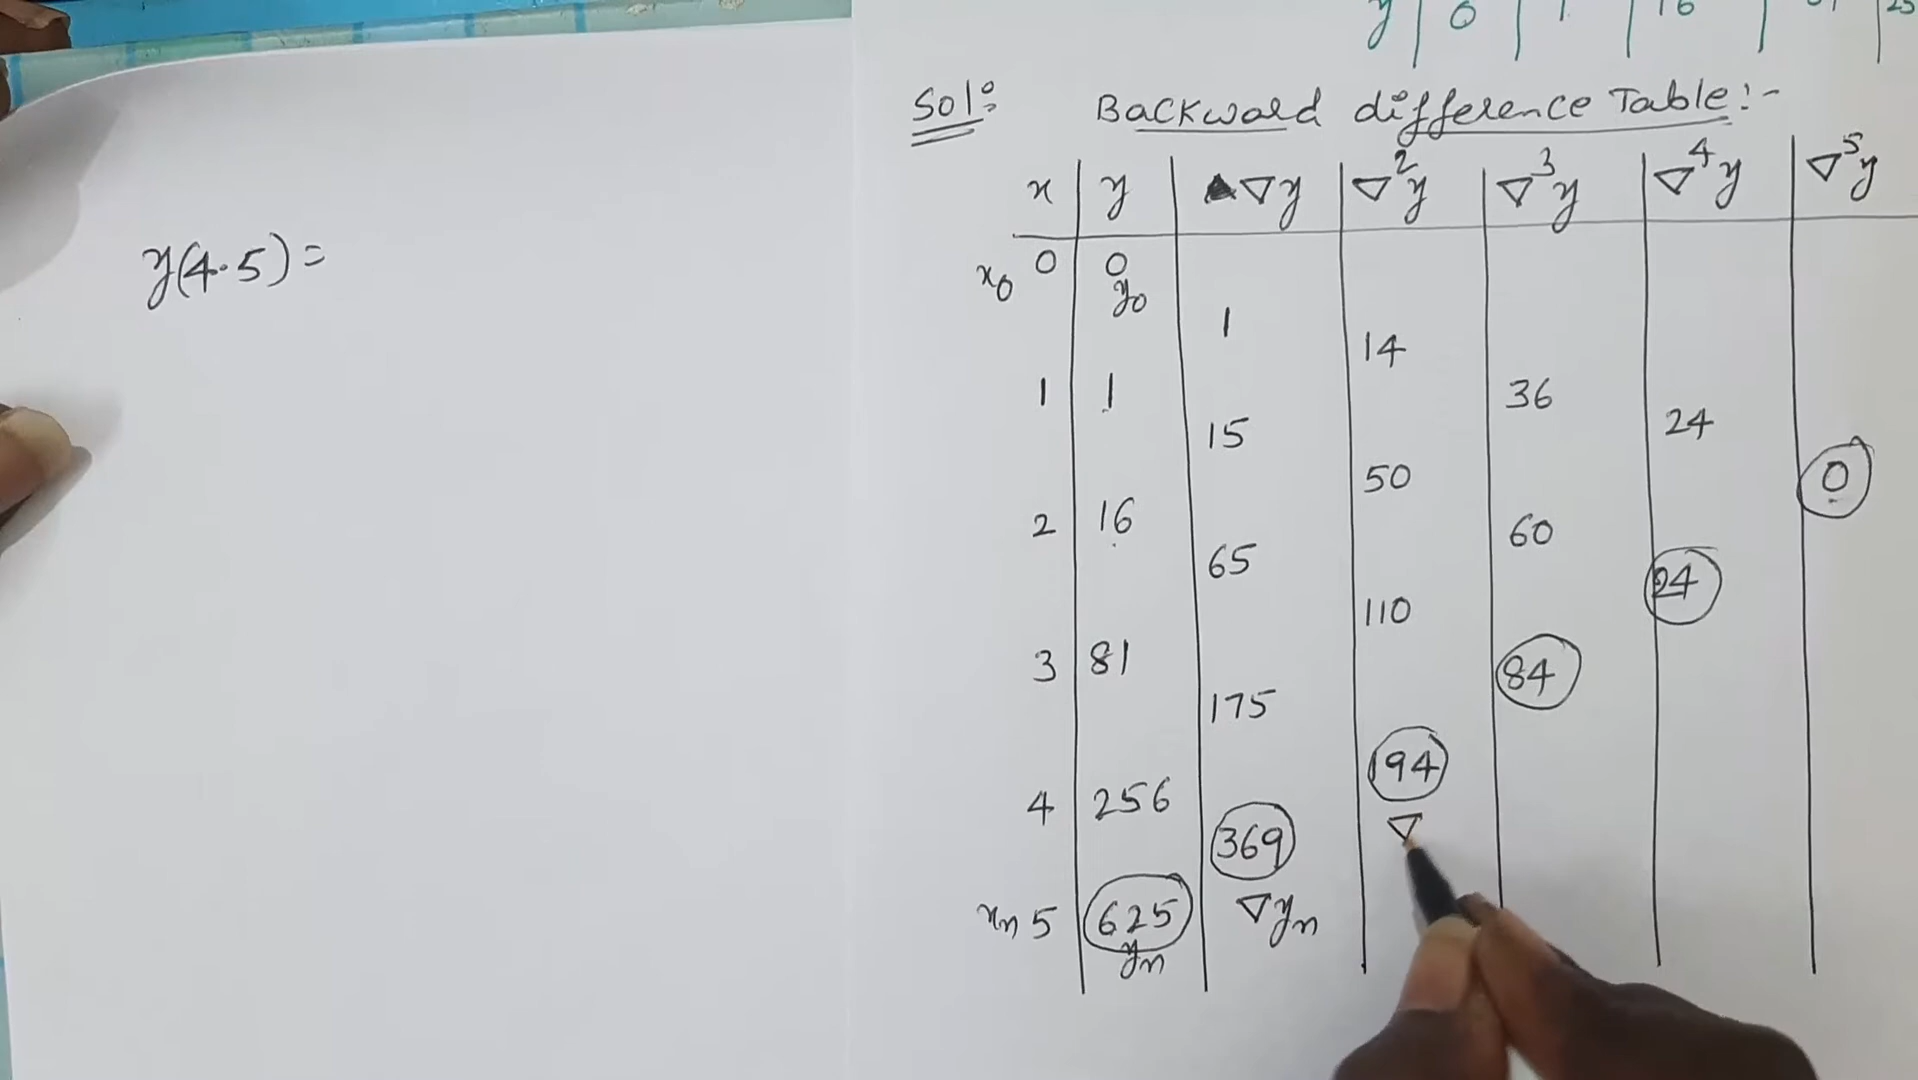 y | 0 | 1 | 16 |
Sol:
Backward difference Table:-
x | y | ∇y | ∇²y | ∇³y | ∇⁴y | ∇⁵y
y(4.5) =
x₀ 0 0
y₀
1
14
1 1 36
15 24
50 0
2 16 60
65 24
110
3 81 84
175
194
4 256 ∇
369
xₙ 5 625 ∇yₙ
yₙ